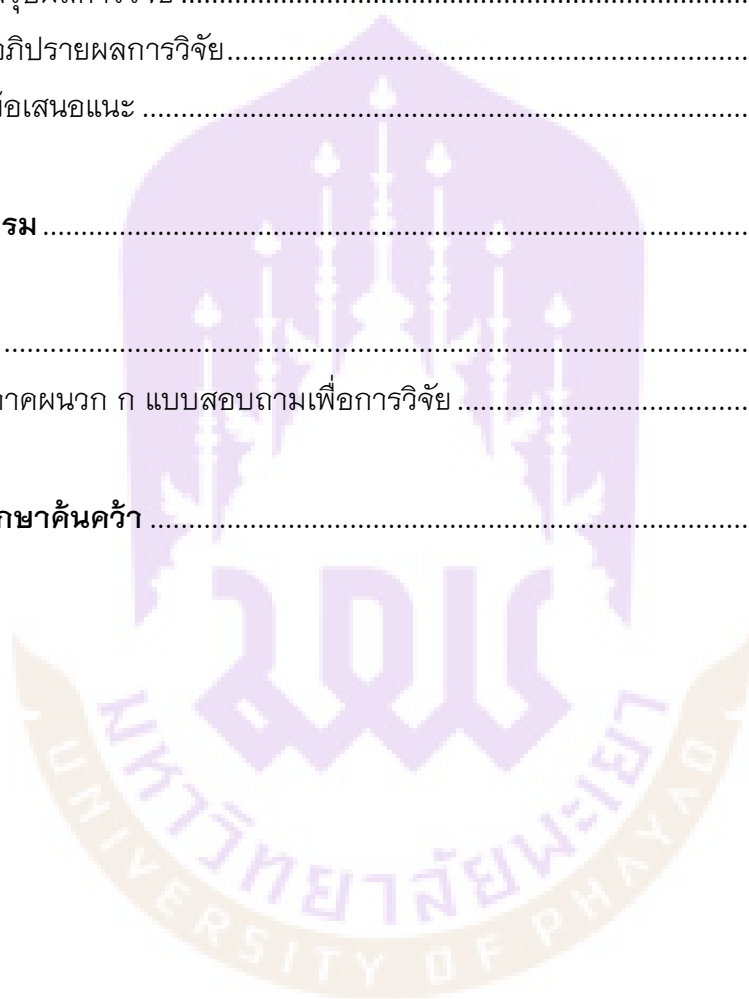 อภิปรายผลการวิจัย
ข้อเสนอแนะ
รม
ภาคผนวก ก แบบสอบถามเพื่อการวิจัย
กษาค้นคว้า
มหาวิทยาลัยพะเยา
UNIVERSITY OF PHAYAO